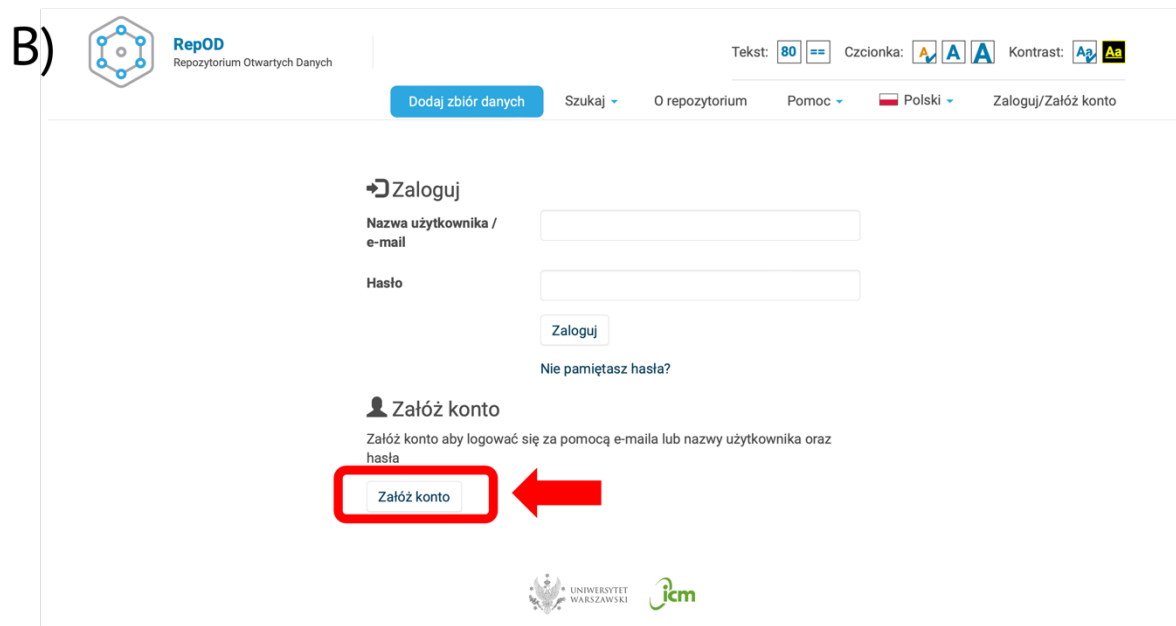 B)
RepOD
Repozytorium Otwartych Danych
Tekst: 80 == Czcionka: A A A Kontrast: Aa Aa
Dodaj zbiór danych Szukaj O repozytorium Pomoc Polski Zaloguj/Załóż konto
Zaloguj
Nazwa użytkownika /
e-mail
Hasło
Zaloguj
Nie pamiętasz hasła?
Załóż konto
Załóż konto aby logować się za pomocą e-maila lub nazwy użytkownika oraz
hasła
Załóż konto
UNIWERSYTET
WARSZAWSKI
icm